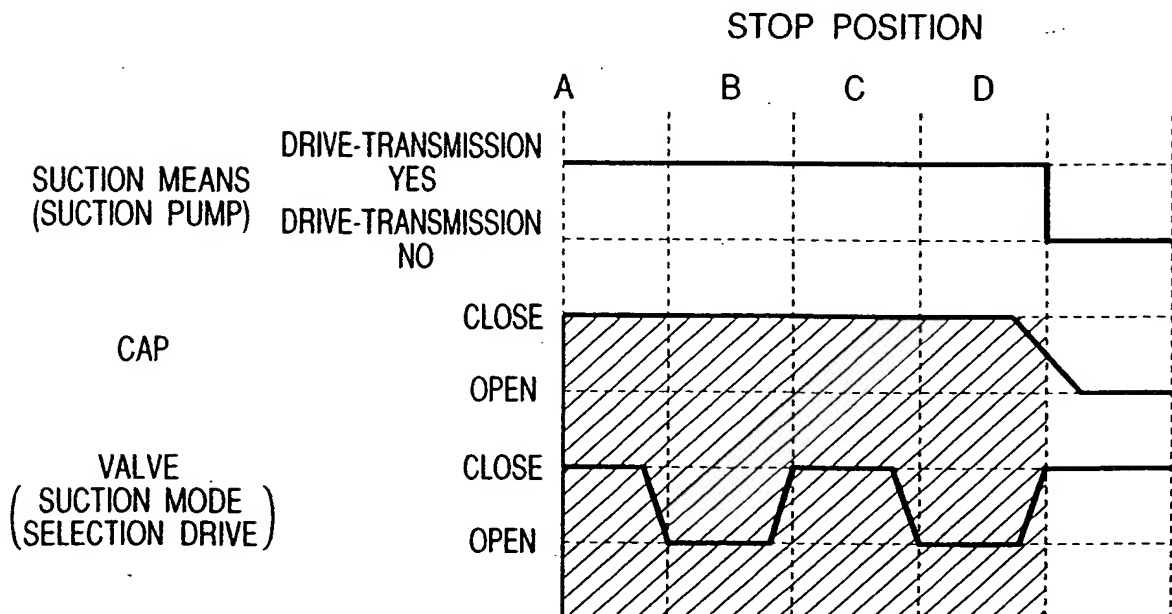 STOP POSITION
A B C D
SUCTION MEANS
(SUCTION PUMP)
DRIVE-TRANSMISSION
YES
DRIVE-TRANSMISSION
NO
CAP
CLOSE
OPEN
VALVE
(SUCTION MODE
SELECTION DRIVE)
CLOSE
OPEN